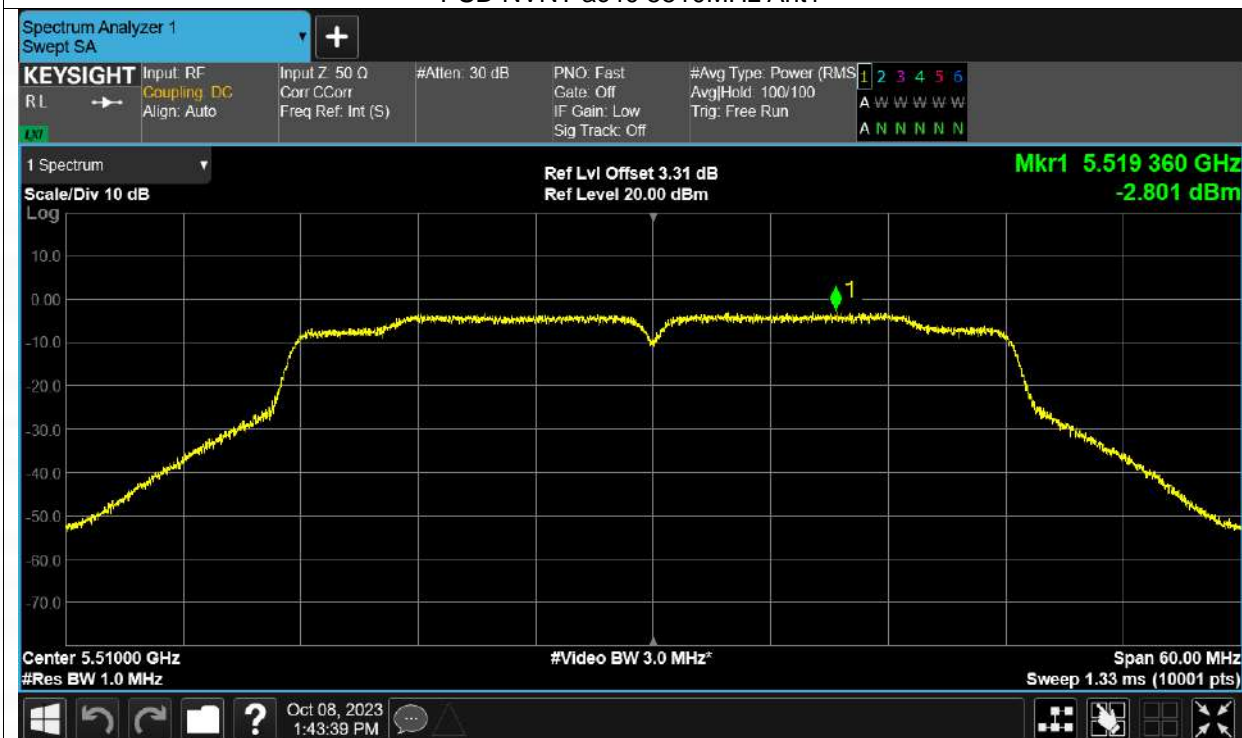 Spectrum Analyzer 1
Swept SA
+
KEYSIGHT
RL
LXI
Input: RF
Coupling: DC
Align: Auto
Input Z: 50 Ω
Corr CCorr
Freq Ref: Int (S)
#Atten: 30 dB
PNO: Fast
Gate: Off
IF Gain: Low
Sig Track: Off
#Avg Type: Power (RMS
Avg|Hold: 100/100
Trig: Free Run
1 2 3 4 5 6
A W W W W W
A N N N N N
1 Spectrum
Scale/Div 10 dB
Log
Ref Lvl Offset 3.31 dB
Ref Level 20.00 dBm
Mkr1 5.519 360 GHz
-2.801 dBm
10.0
0.00
-10.0
-20.0
-30.0
-40.0
-50.0
-60.0
-70.0
1
Center 5.51000 GHz
#Res BW 1.0 MHz
#Video BW 3.0 MHz*
Span 60.00 MHz
Sweep 1.33 ms (10001 pts)
?
Oct 08, 2023
1:43:39 PM